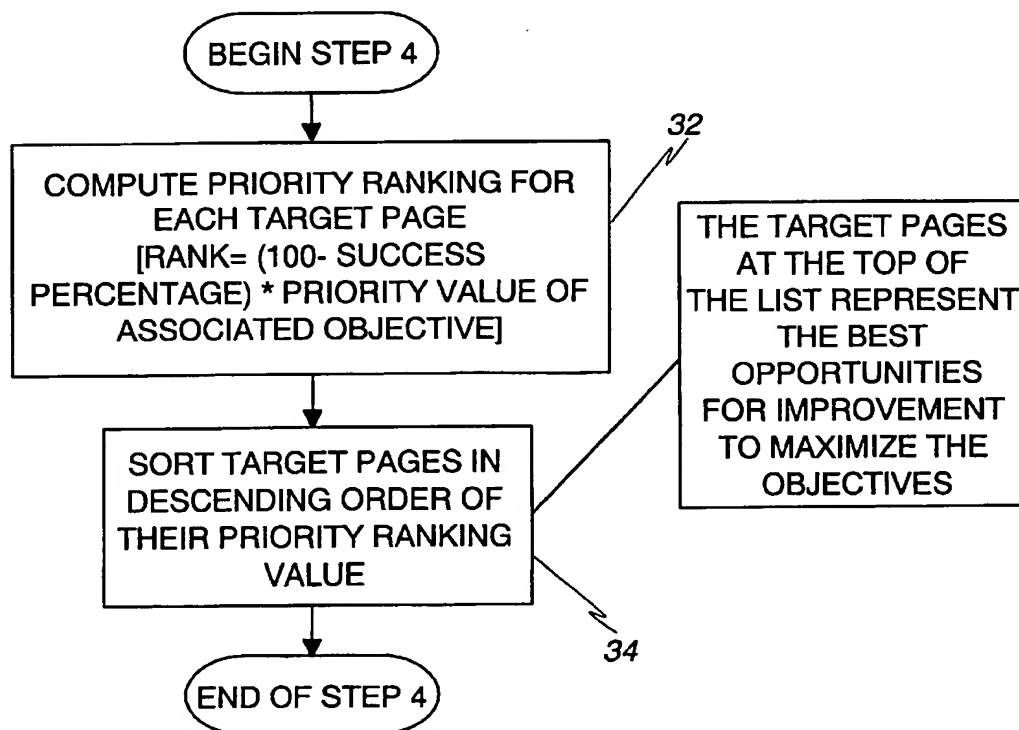 BEGIN STEP 4
32
COMPUTE PRIORITY RANKING FOR
EACH TARGET PAGE
[RANK= (100- SUCCESS
PERCENTAGE) * PRIORITY VALUE OF
ASSOCIATED OBJECTIVE]
THE TARGET PAGES
AT THE TOP OF
THE LIST REPRESENT
THE BEST
OPPORTUNITIES
FOR IMPROVEMENT
TO MAXIMIZE THE
OBJECTIVES
SORT TARGET PAGES IN
DESCENDING ORDER OF
THEIR PRIORITY RANKING
VALUE
34
END OF STEP 4